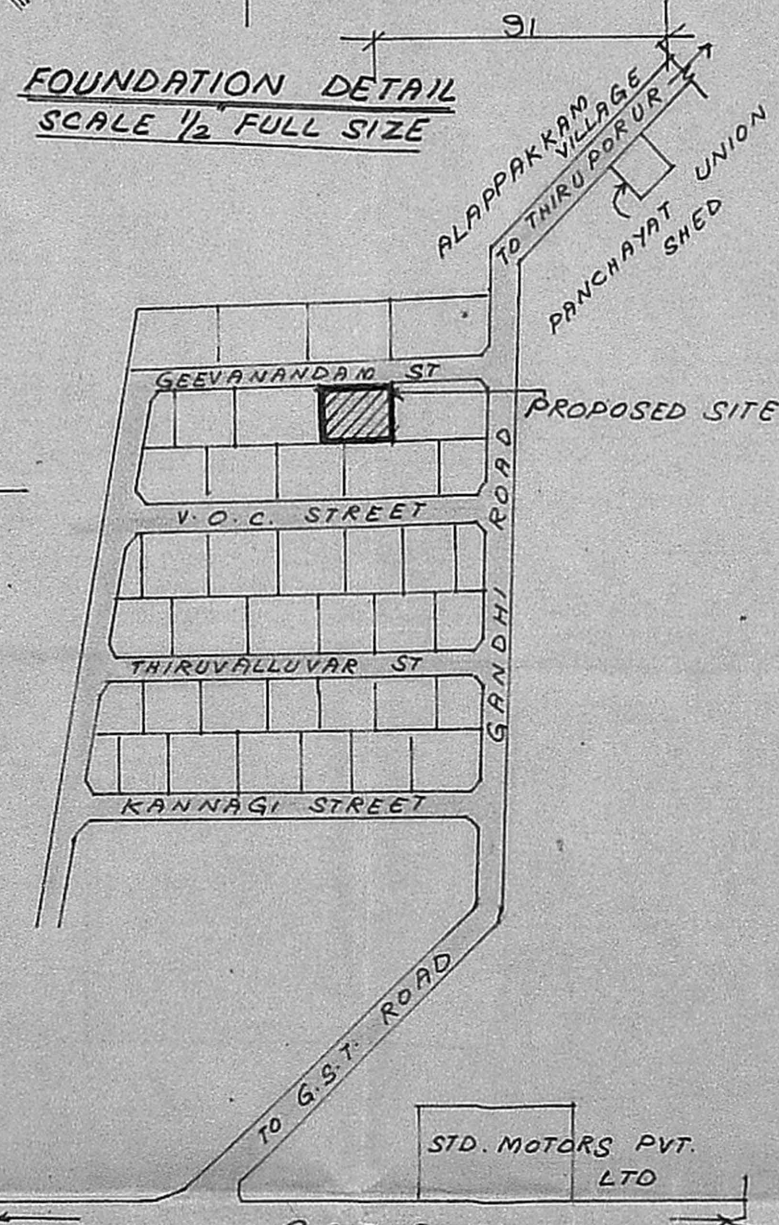 91
FOUNDATION DETAIL
SCALE 1/2" FULL SIZE
ALAPPAKKAM
VILLAGE
TO THIRUPORUR
PANCHAYAT UNION
SHED
GEEVANANDAM ST
PROPOSED SITE
V.O.C. STREET
GANDHI ROAD
THIRUVALLUVAR ST
KANNAGI STREET
TO G.S.T. ROAD
STD. MOTORS PVT.
LTD